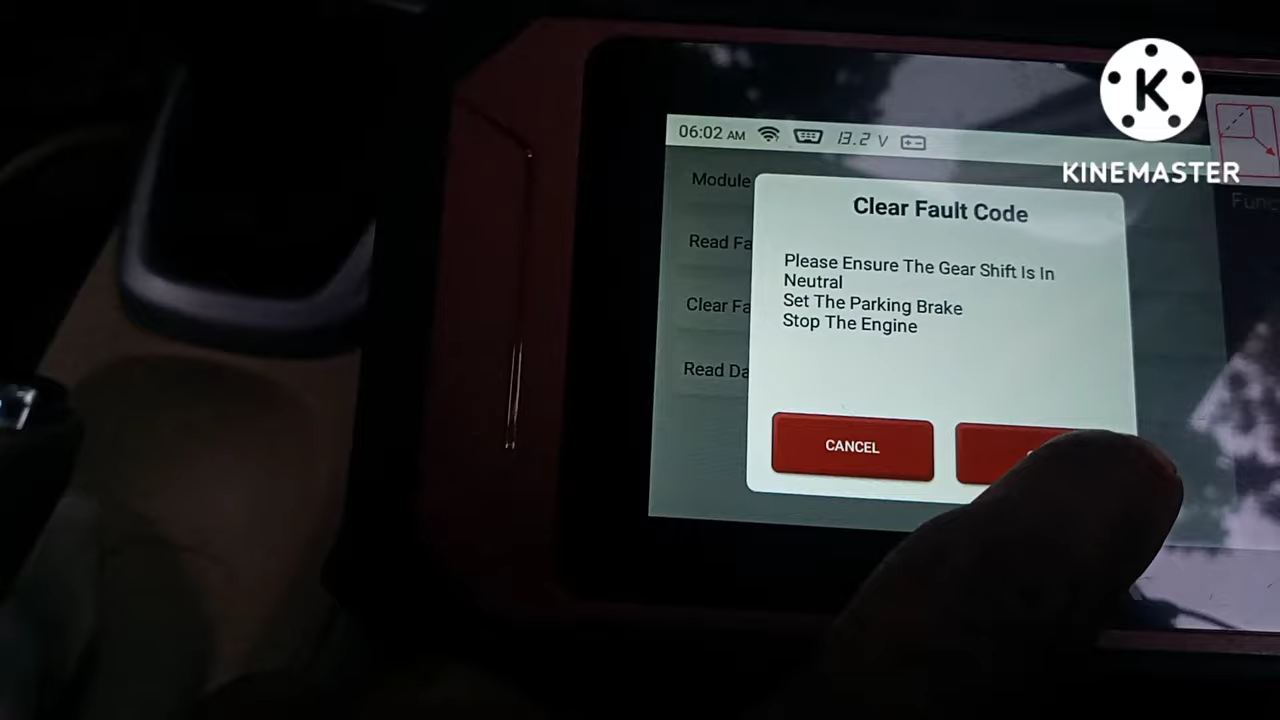 K
KINEMASTER
06:02 AM 13.2 V
Module
Clear Fault Code
Read Fa
Please Ensure The Gear Shift Is In
Neutral
Clear Fa
Set The Parking Brake
Stop The Engine
Read Da
CANCEL
Func